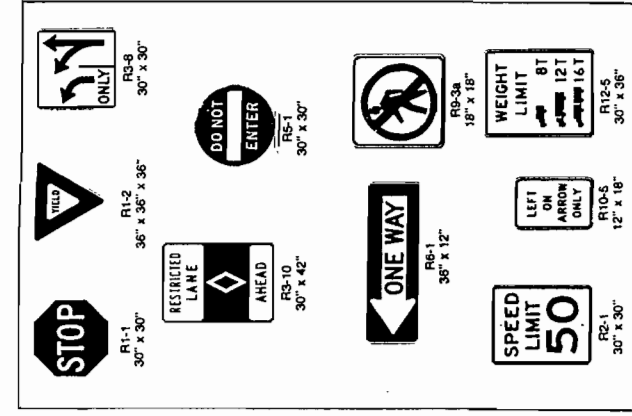 STOP
R1-1
30" x 30"
YIELD
R1-2
36" x 36" x 36"
ONLY
R3-8
30" x 30"
RESTRICTED
LANE
AHEAD
R3-10
30" x 42"
DO NOT
ENTER
R5-1
30" x 30"
ONE WAY
R6-1
36" x 12"
R9-3a
18" x 18"
SPEED
LIMIT
50
R2-1
30" x 30"
LEFT
ON
ARROW
ONLY
R10-5
12" x 18"
WEIGHT
LIMIT
8T
12T
16T
R12-5
30" x 36"